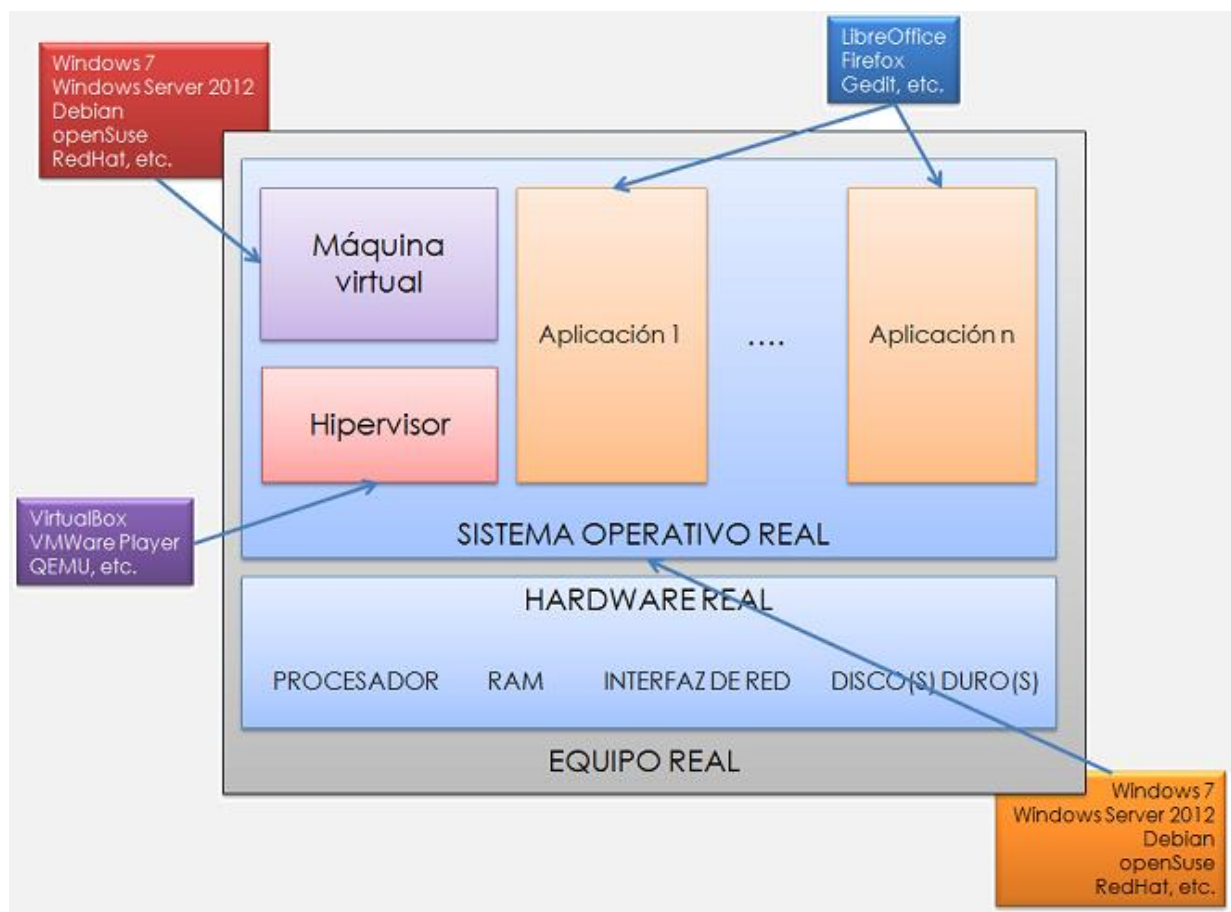 Windows 7
Windows Server 2012
Debian
openSuse
RedHat, etc.
LibreOffice
Firefox
Gedit, etc.
Máquina
virtual
Aplicación 1
....
Aplicación n
Hipervisor
VirtualBox
VMWare Player
QEMU, etc.
SISTEMA OPERATIVO REAL
HARDWARE REAL
PROCESADOR RAM INTERFAZ DE RED DISCO(S) DURO(S)
EQUIPO REAL
Windows 7
Windows Server 2012
Debian
openSuse
RedHat, etc.